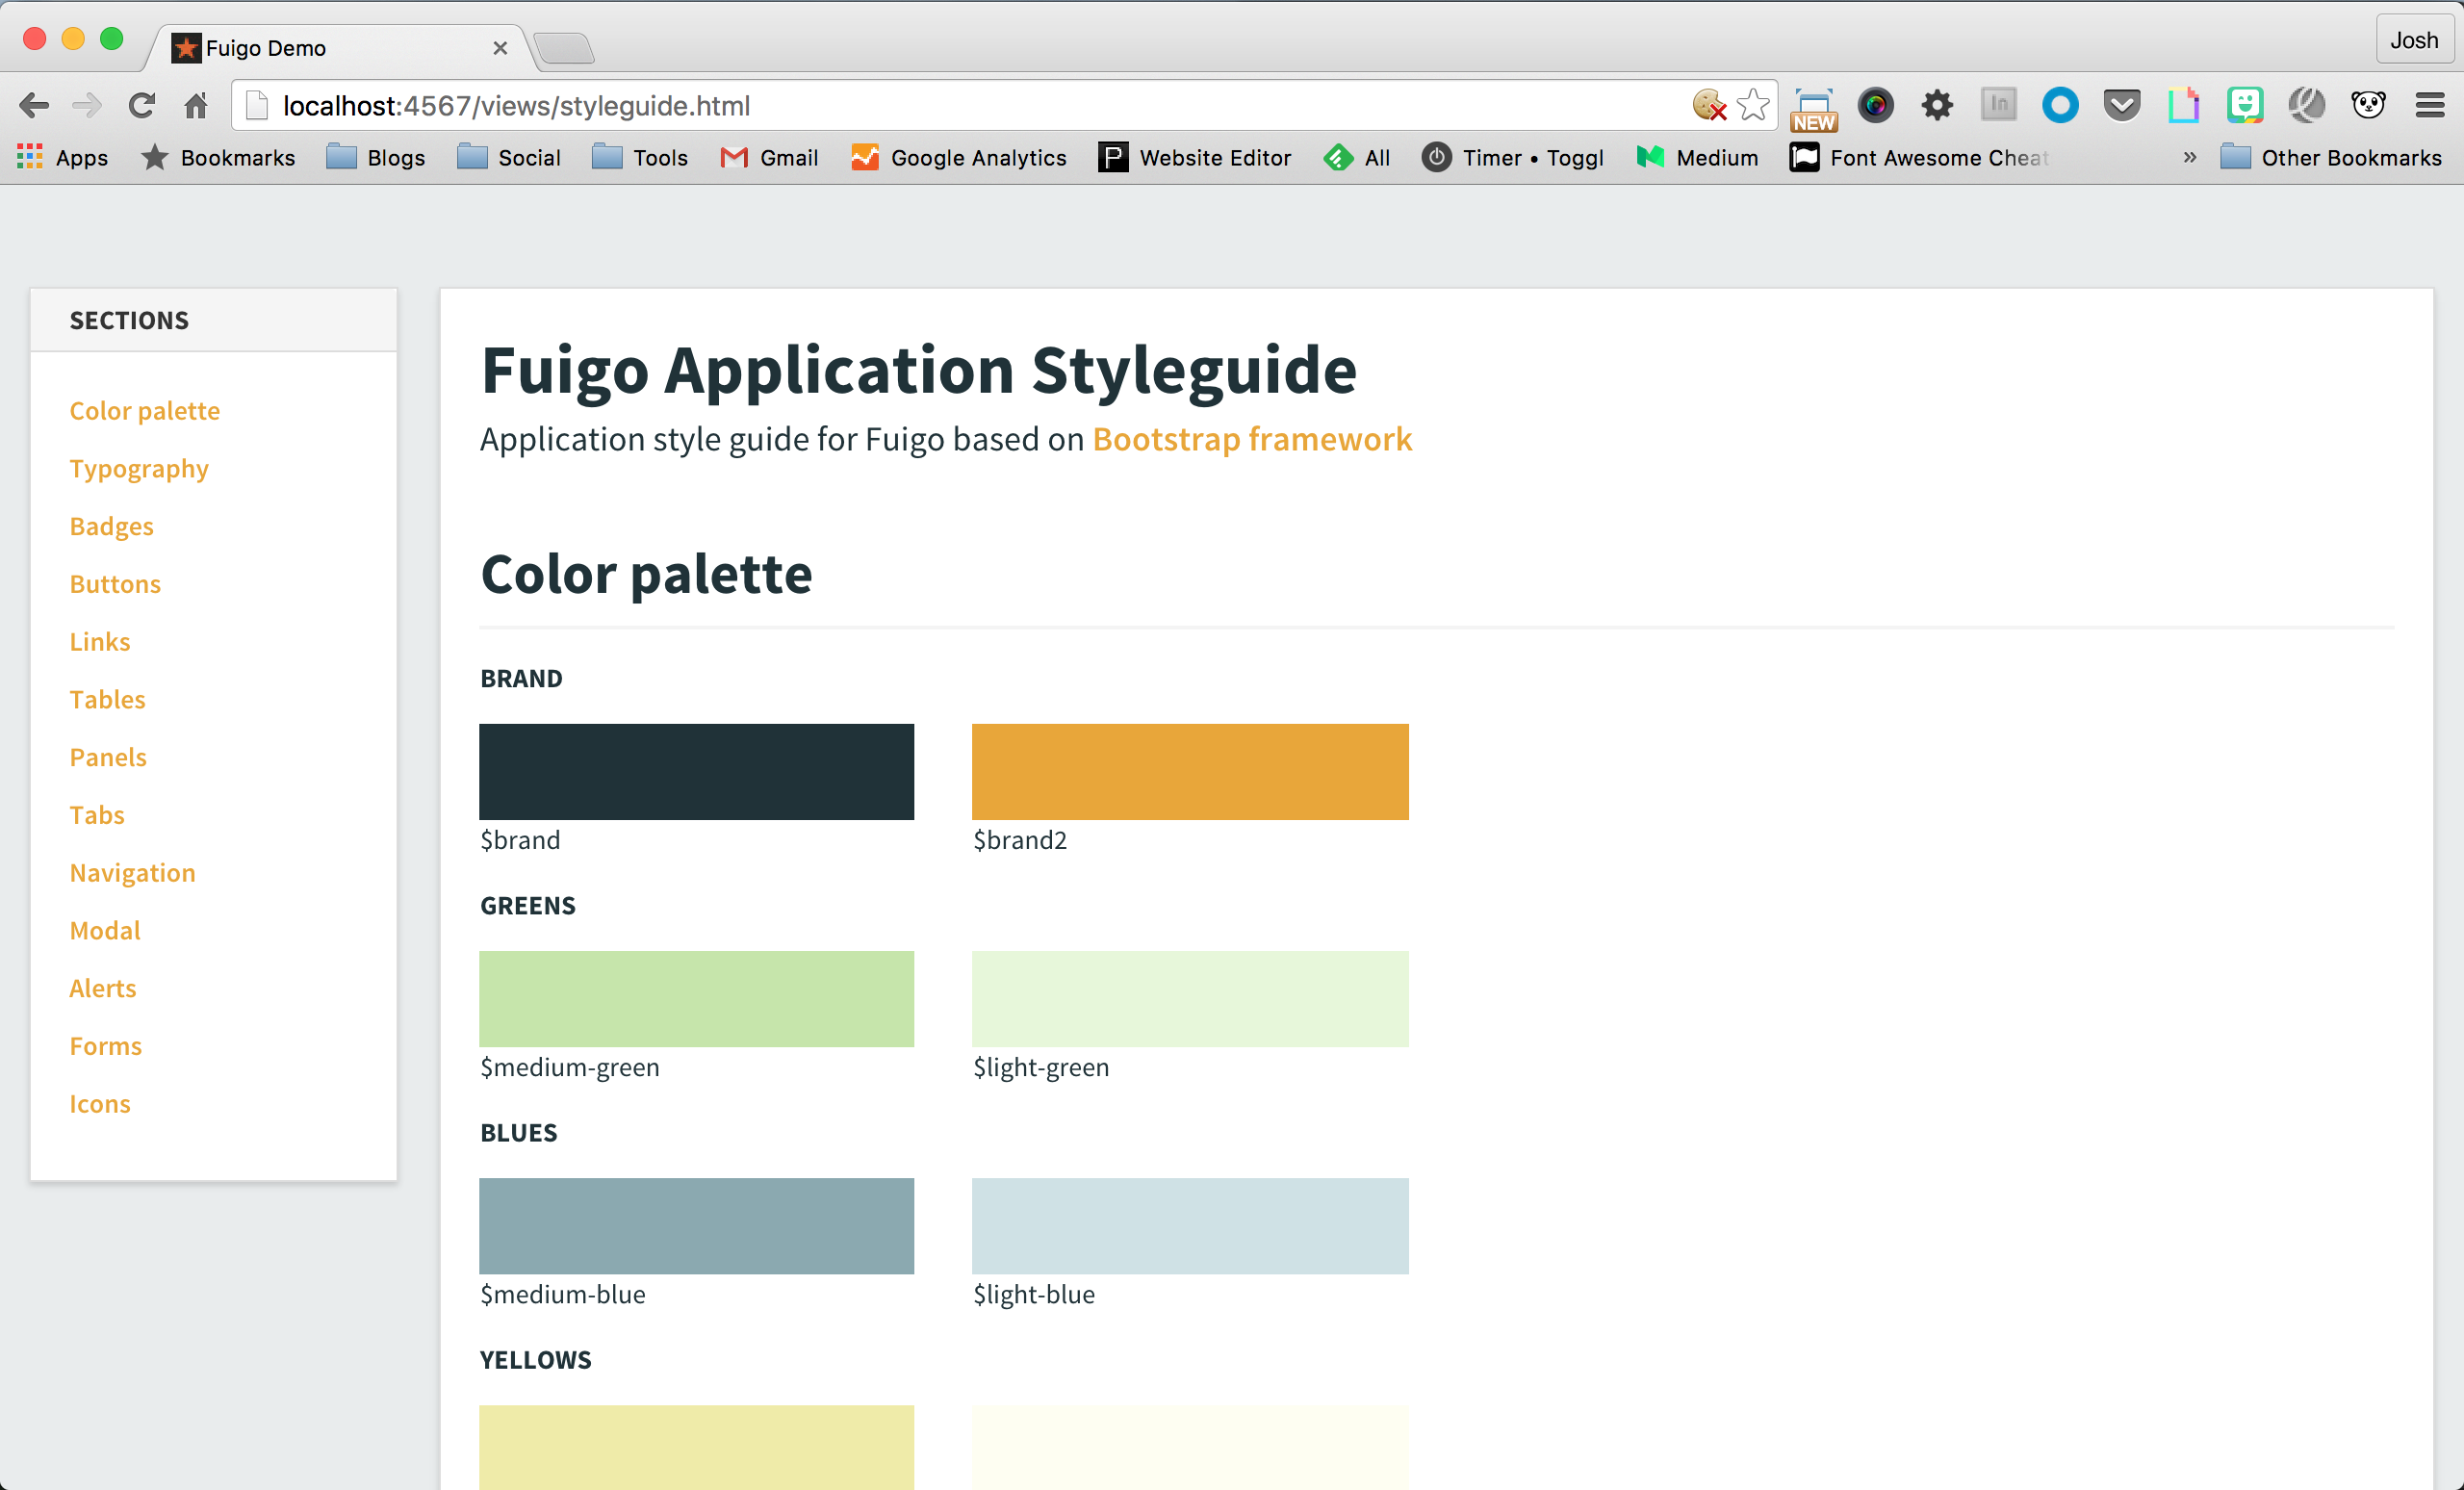 Fuigo Demo
Josh
localhost:4567/views/styleguide.html
NEW
In
Apps
Bookmarks
Blogs
Social
Tools
Gmail
Google Analytics
P
Website Editor
All
Timer • Toggl
Medium
Font Awesome Cheat
»
Other Bookmarks
SECTIONS
Color palette
Typography
Badges
Buttons
Links
Tables
Panels
Tabs
Navigation
Modal
Alerts
Forms
Icons
Fuigo Application Styleguide
Application style guide for Fuigo based on Bootstrap framework
Color palette
BRAND
$brand
$brand2
GREENS
$medium-green
$light-green
BLUES
$medium-blue
$light-blue
YELLOWS